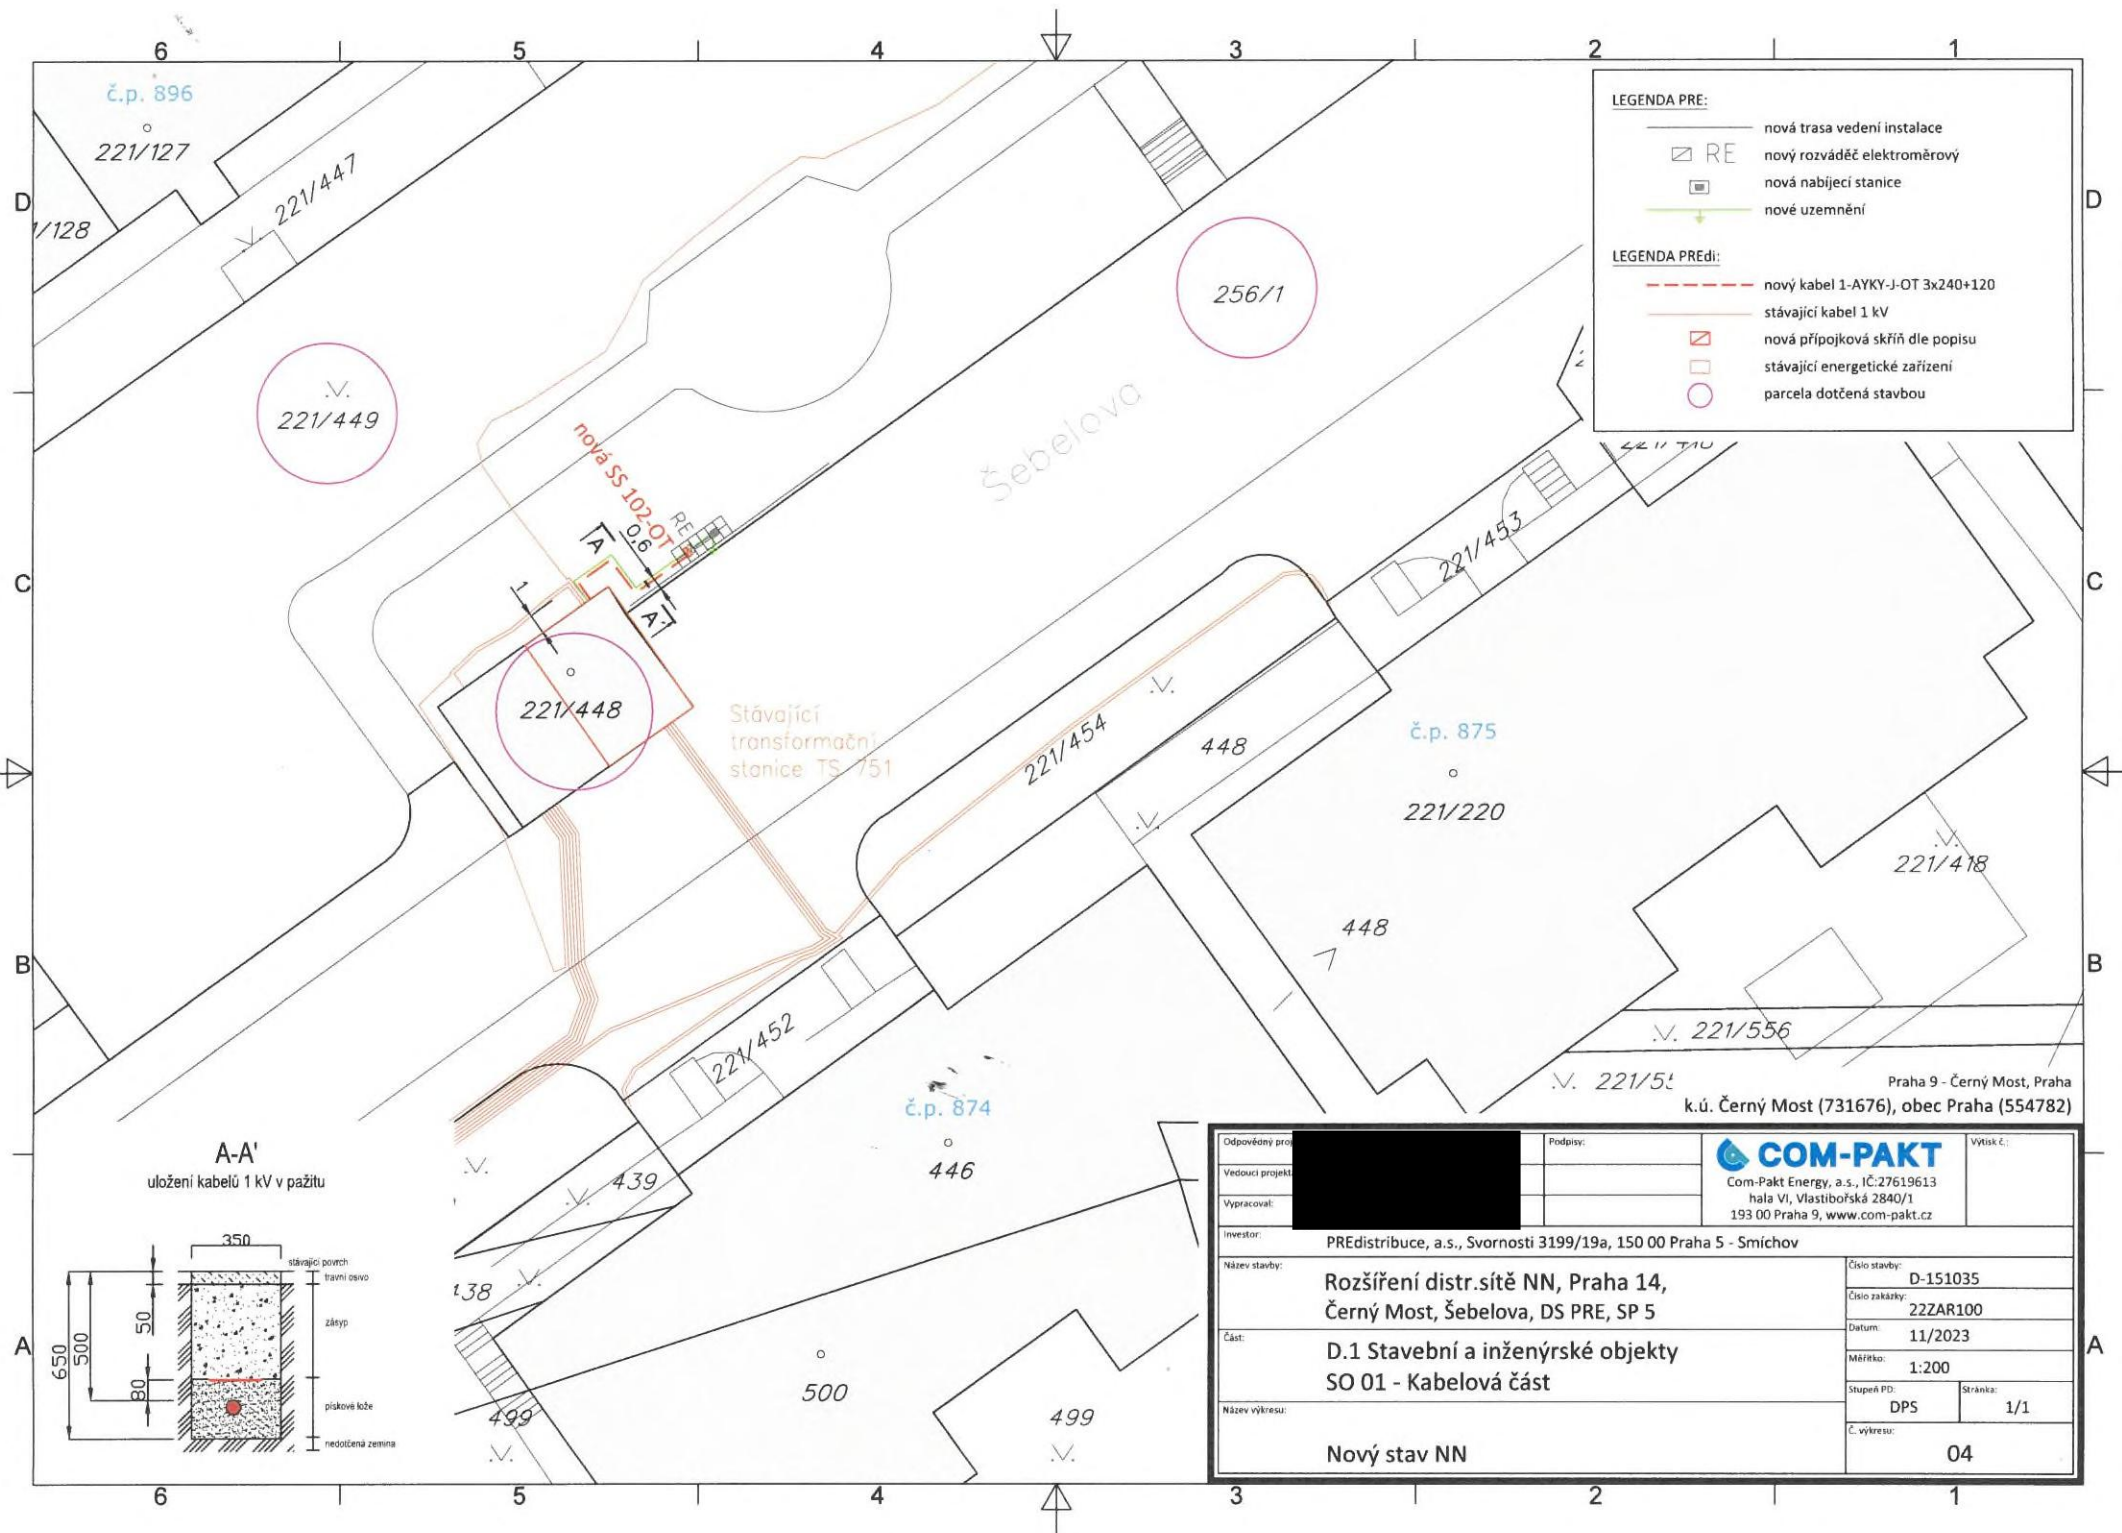 6 5 4 3 2 1
D
C
B
A
č.p. 896
221/127
221/447
1/128
221/449
256/1
Šebelova
nová SS 102-OT
RE
0,6
A
A'
1
221/448
Stávající
transformační
stanice TS 751
221/453
221/454
448
č.p. 875
221/220
221/418
448
221/452
221/556
č.p. 874
446
439
500
499
499
LEGENDA PRE:
nová trasa vedení instalace
RE nový rozváděč elektroměrový
nová nabíjecí stanice
nové uzemnění
LEGENDA PREdi:
nový kabel 1-AYKY-J-OT 3x240+120
stávající kabel 1 kV
nová přípojková skříň dle popisu
stávající energetické zařízení
parcela dotčená stavbou
A-A'
uložení kabelů 1 kV v pažitu
350
stávající povrch
travní osivo
50
zásyp
500
650
80
pískové lože
nedotčená zemina
Praha 9 - Černý Most, Praha
k.ú. Černý Most (731676), obec Praha (554782)
Odpovědný proj
Podpisy:
Vedoucí projekt
Vypracoval:
COM-PAKT
Com-Pakt Energy, a.s., IČ:27619613
hala VI, Vlastibořská 2840/1
193 00 Praha 9, www.com-pakt.cz
Výtisk č.:
Investor:
PREdistribuce, a.s., Svornosti 3199/19a, 150 00 Praha 5 - Smíchov
Název stavby:
Rozšíření distr.sítě NN, Praha 14,
Černý Most, Šebelova, DS PRE, SP 5
Číslo stavby:
D-151035
Číslo zakázky:
22ZAR100
Část:
D.1 Stavební a inženýrské objekty
SO 01 - Kabelová část
Datum:
11/2023
Měřítko:
1:200
Stupeň PD:
DPS
Stránka:
1/1
Název výkresu:
Nový stav NN
Č. výkresu:
04
6 5 4 3 2 1
D
C
B
A